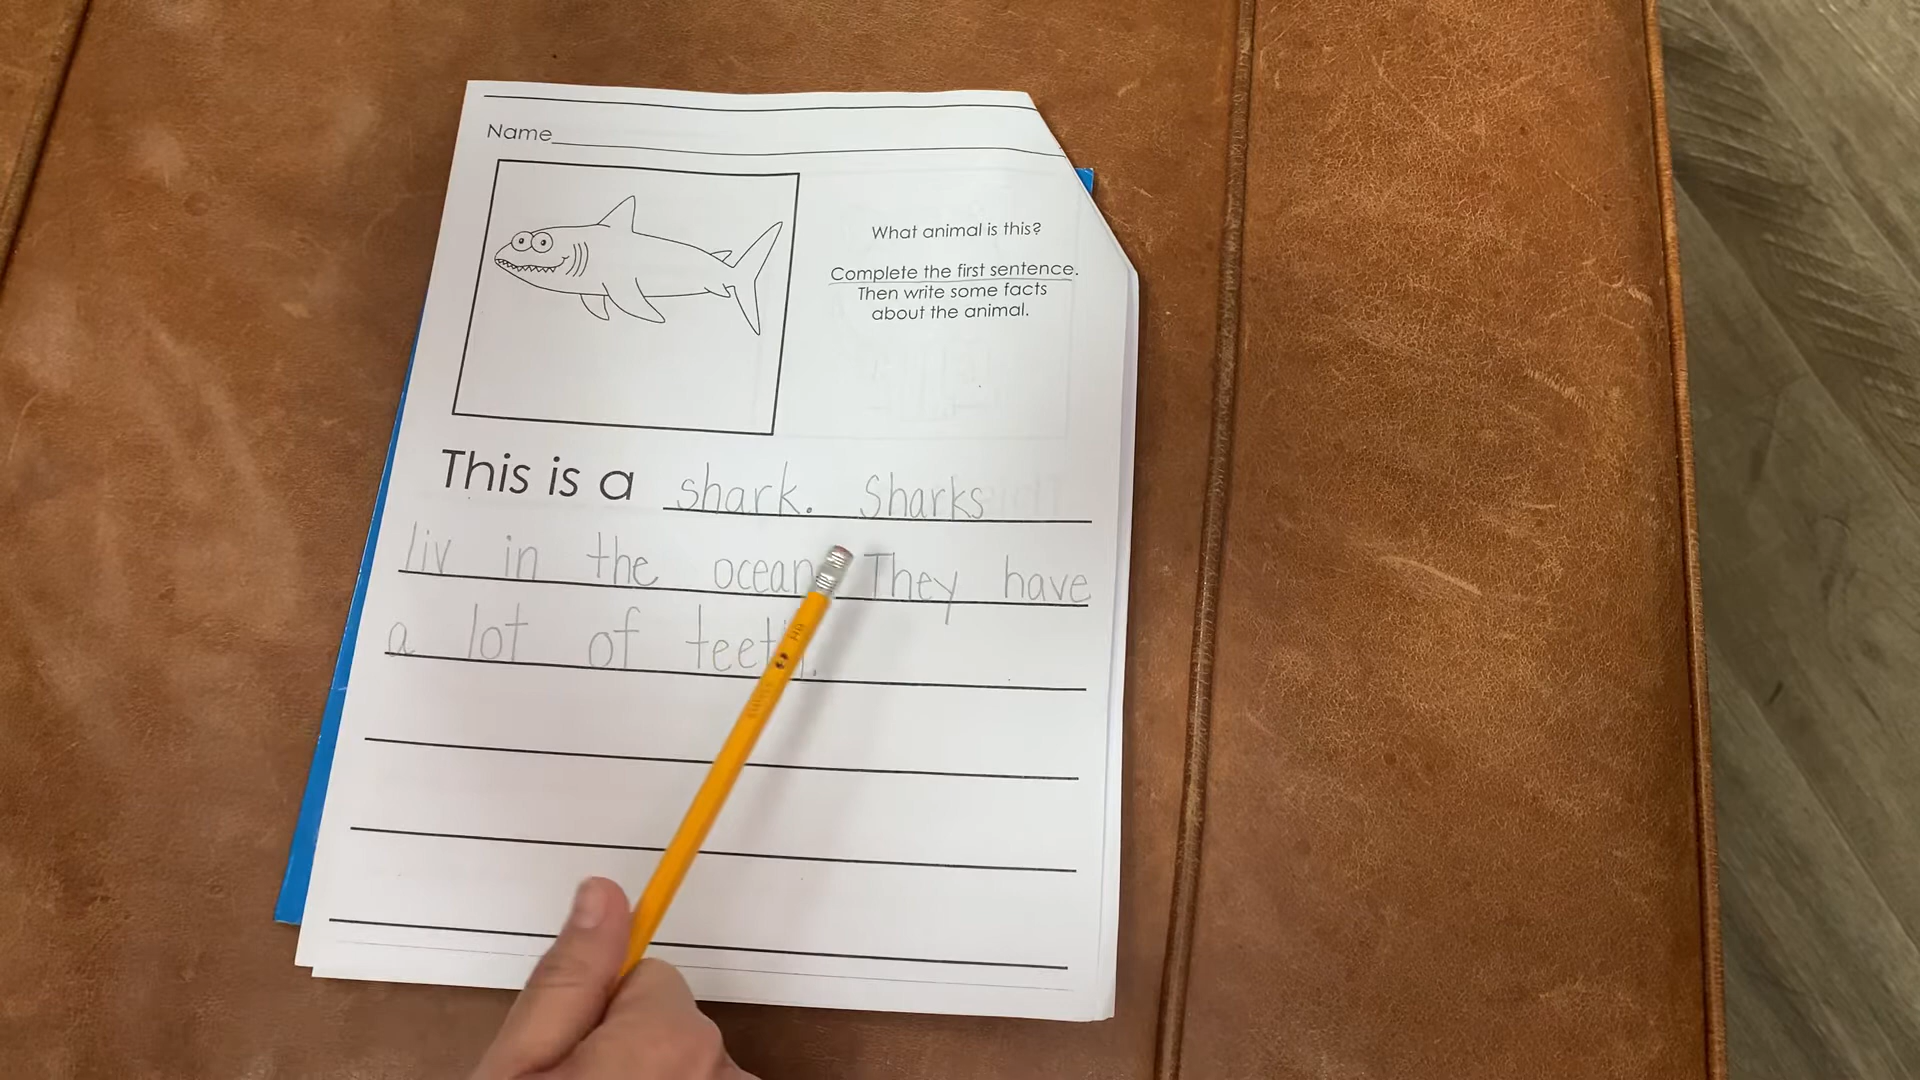 Name
What animal is this?
Complete the first sentence.
Then write some facts
about the animal.
This is a shark. Sharks
liv in the ocean They have
a lot of teeth.